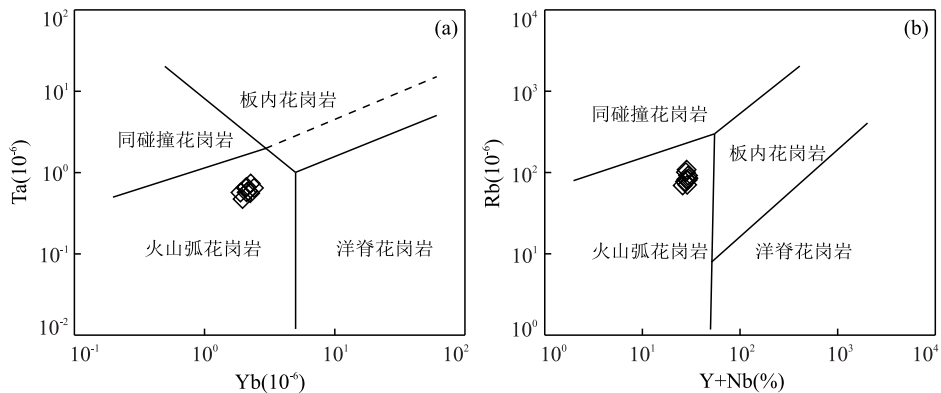 (a)
10²
10¹
10⁰
10⁻¹
10⁻²
Ta(10⁻⁶)
板内花岗岩
同碰撞花岗岩
火山弧花岗岩
洋脊花岗岩
10⁻¹
10⁰
10¹
10²
Yb(10⁻⁶)
(b)
10⁴
10³
10²
10¹
10⁰
Rb(10⁻⁶)
同碰撞花岗岩
板内花岗岩
火山弧花岗岩
洋脊花岗岩
10⁰
10¹
10²
10³
10⁴
Y+Nb(%)